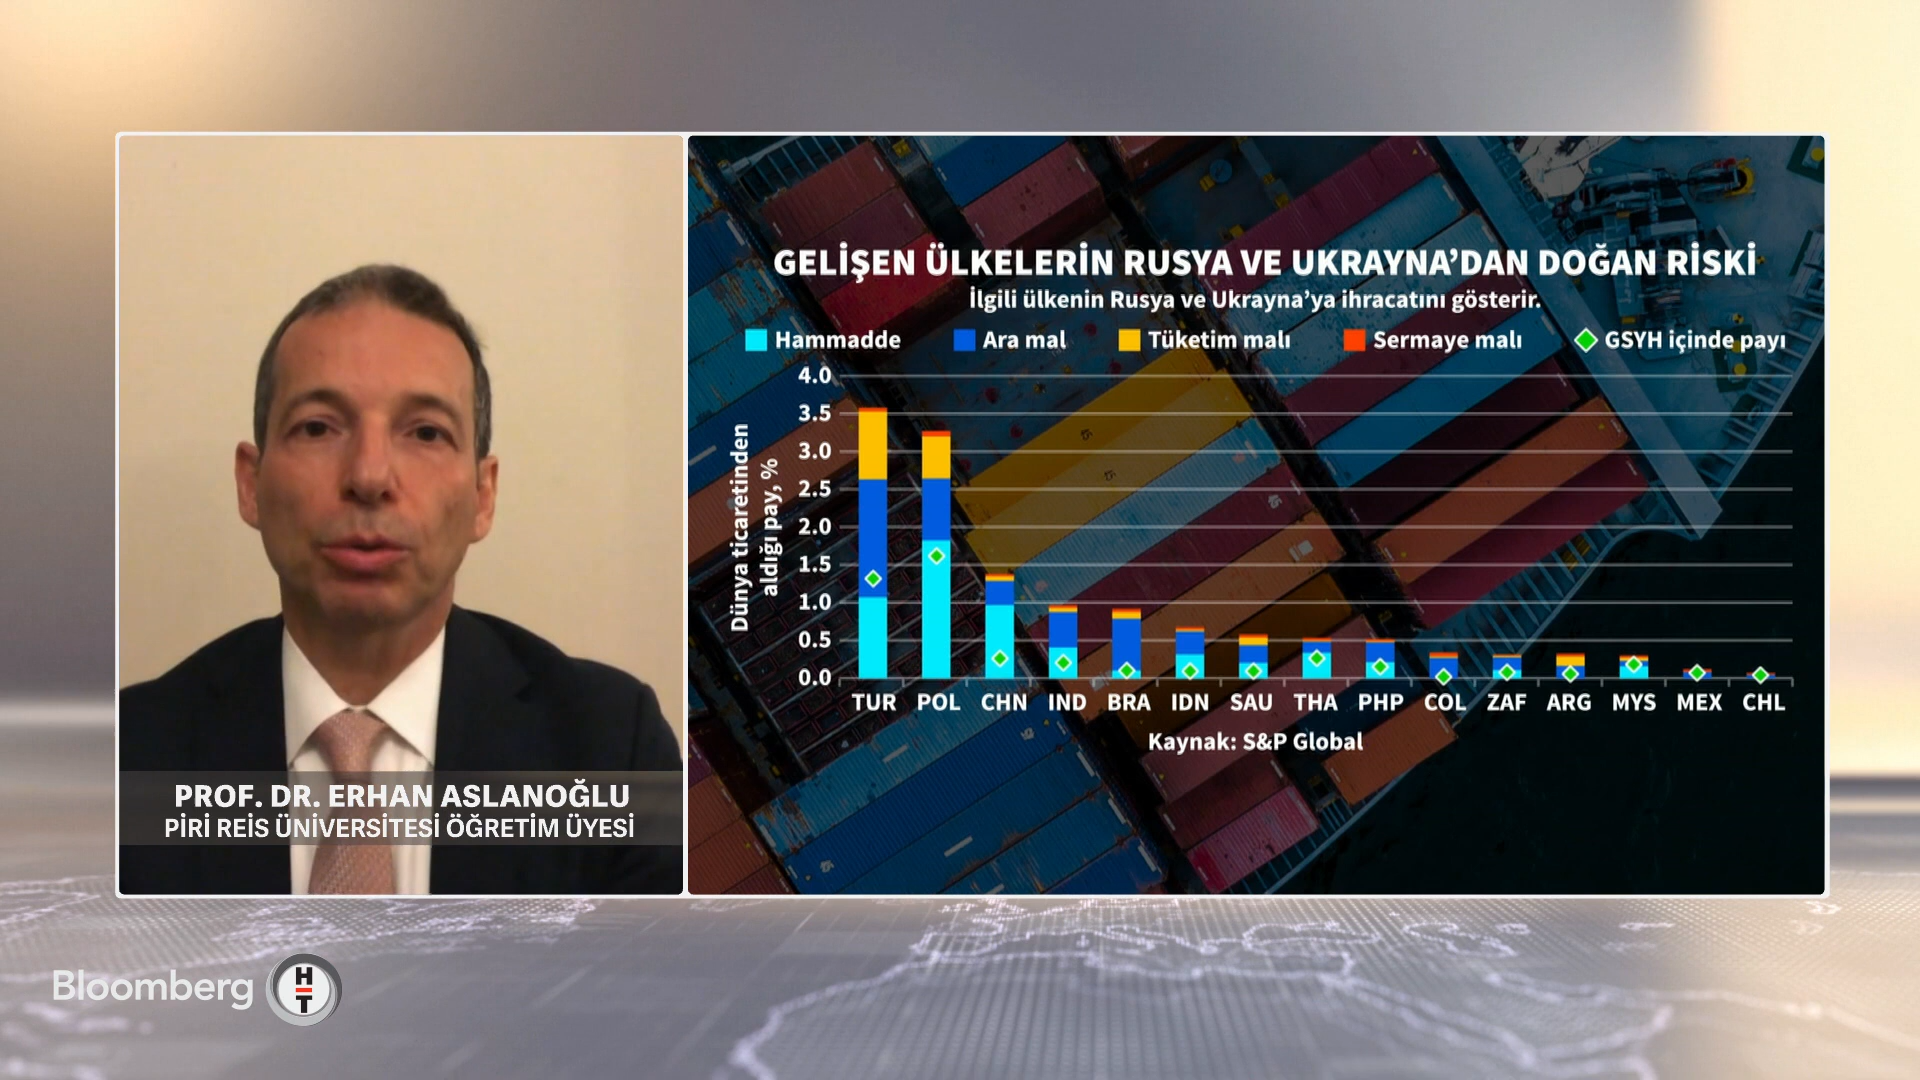 GELİŞEN ÜLKELERİN RUSYA VE UKRAYNA’DAN DOĞAN RİSKİ
İlgili ülkenin Rusya ve Ukrayna’ya ihracatını gösterir.
Hammadde Ara mal Tüketim malı Sermaye malı GSYH içinde payı
Dünya ticaretinden
aldığı pay, %
4.0
3.5
3.0
2.5
2.0
1.5
1.0
0.5
0.0
TUR POL CHN IND BRA IDN SAU THA PHP COL ZAF ARG MYS MEX CHL
Kaynak: S&P Global
PROF. DR. ERHAN ASLANOĞLU
PİRİ REİS ÜNİVERSİTESİ ÖĞRETİM ÜYESİ
Bloomberg HT